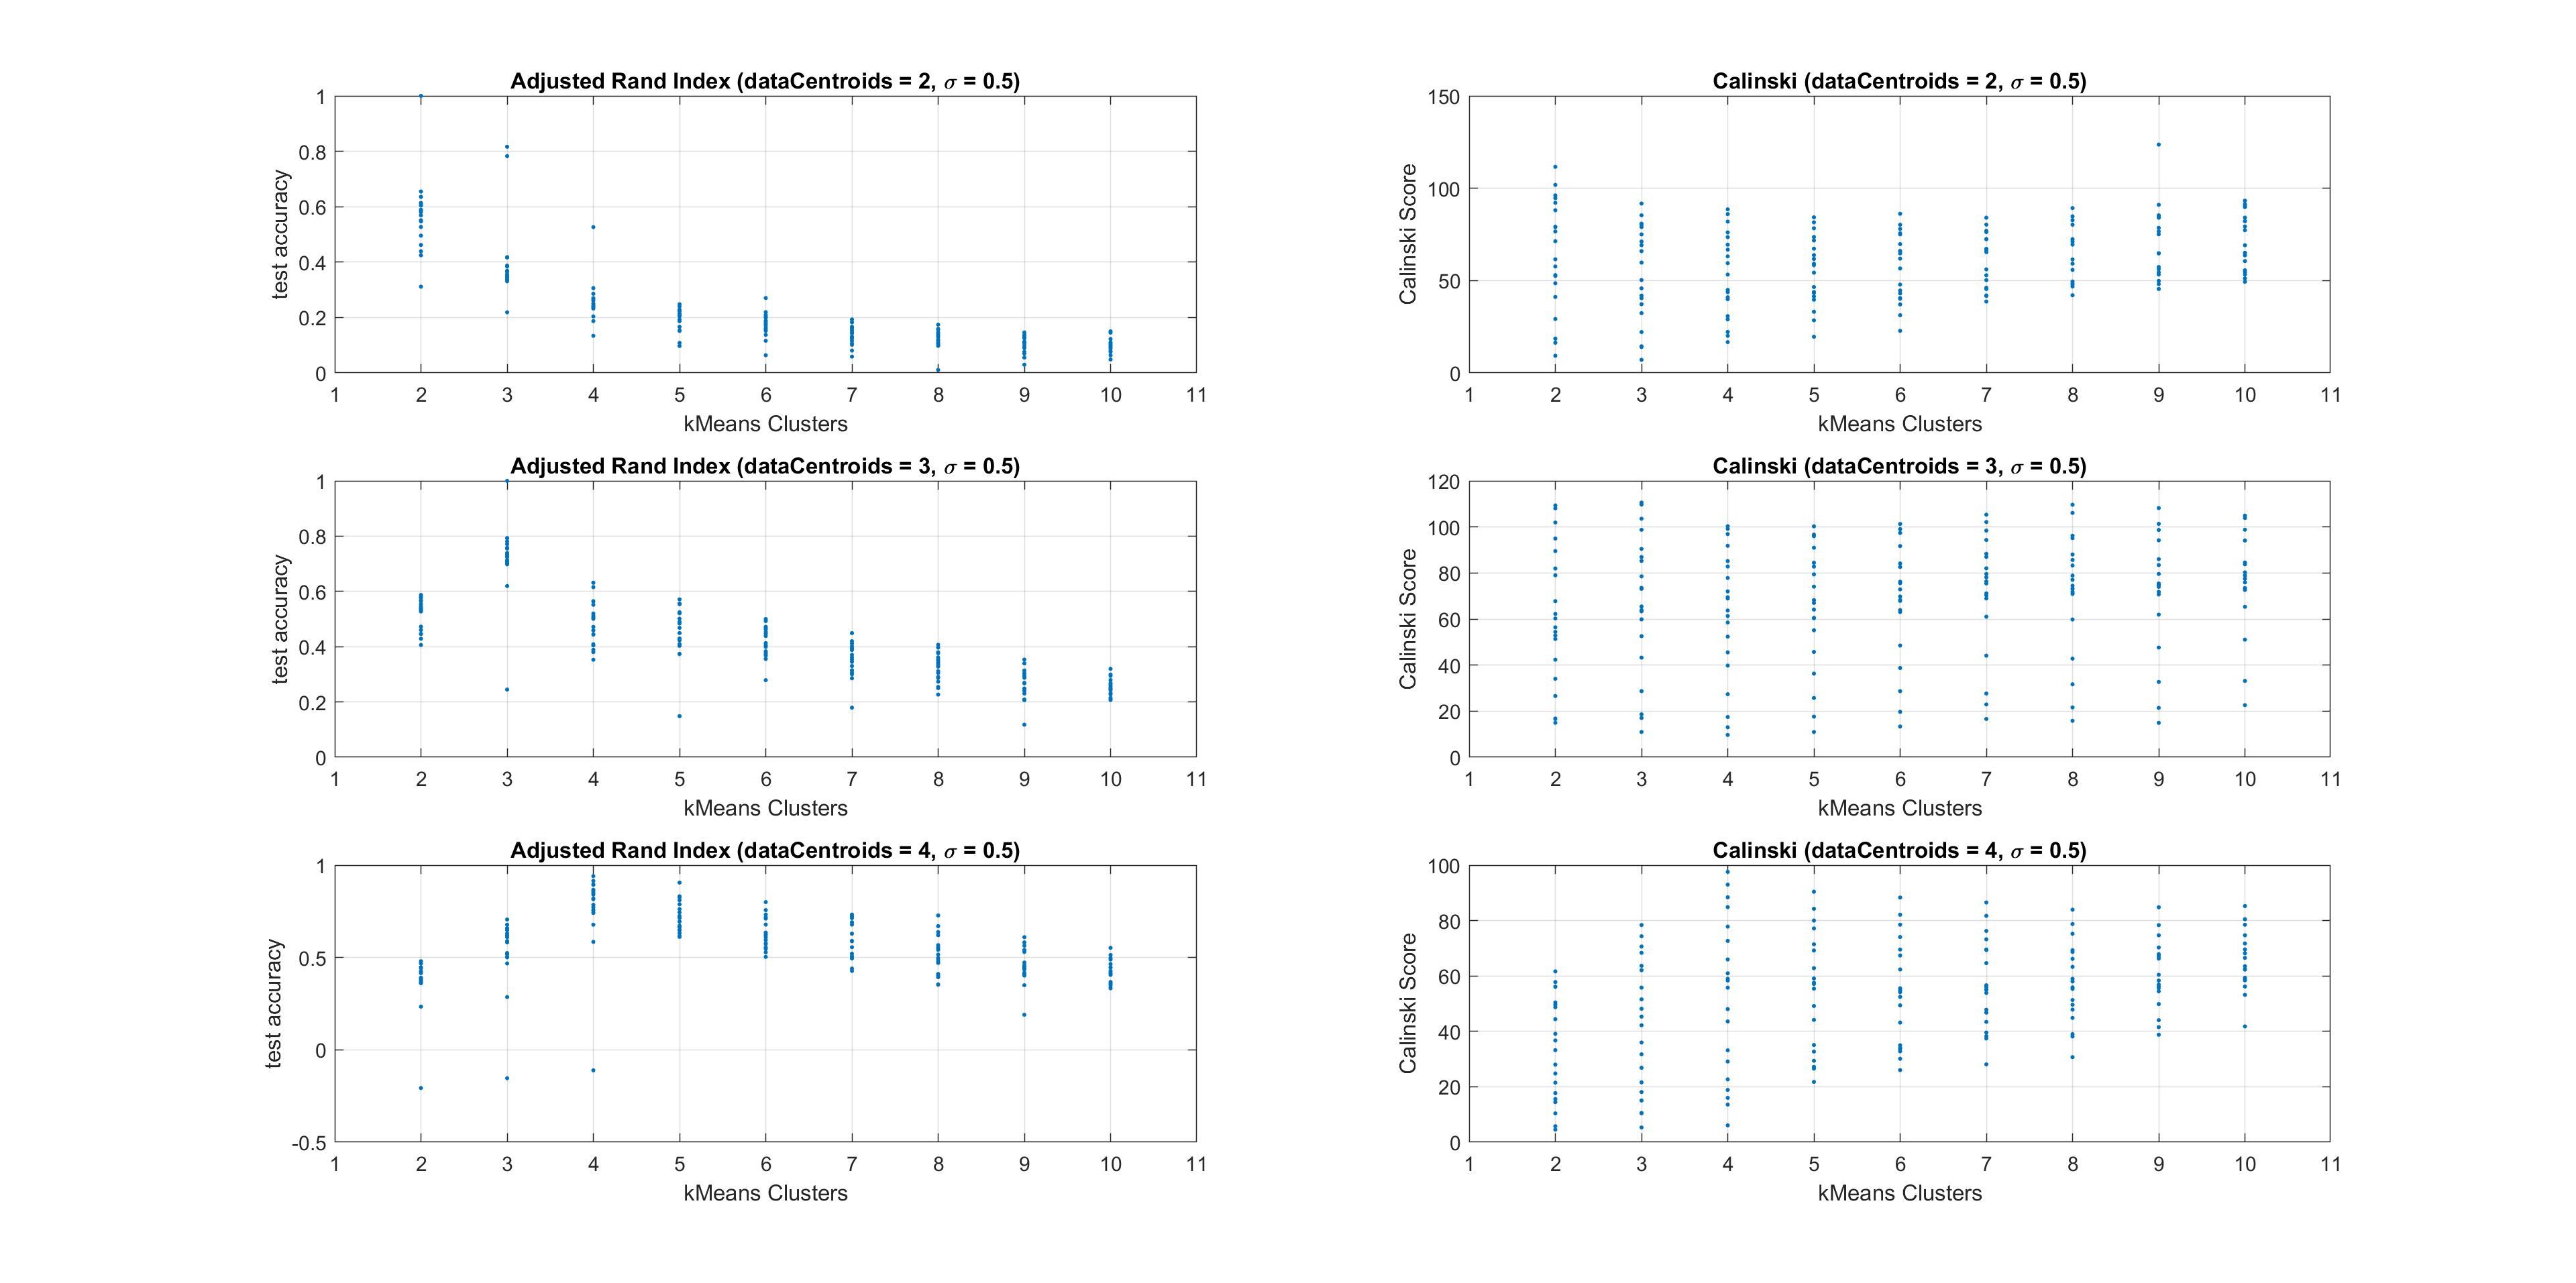 Adjusted Rand Index (dataCentroids = 2, σ = 0.5)
test accuracy
1
0.8
0.6
0.4
0.2
0
1 2 3 4 5 6 7 8 9 10 11
kMeans Clusters
Calinski (dataCentroids = 2, σ = 0.5)
Calinski Score
150
100
50
0
1 2 3 4 5 6 7 8 9 10 11
kMeans Clusters
Adjusted Rand Index (dataCentroids = 3, σ = 0.5)
test accuracy
1
0.8
0.6
0.4
0.2
0
1 2 3 4 5 6 7 8 9 10 11
kMeans Clusters
Calinski (dataCentroids = 3, σ = 0.5)
Calinski Score
120
100
80
60
40
20
0
1 2 3 4 5 6 7 8 9 10 11
kMeans Clusters
Adjusted Rand Index (dataCentroids = 4, σ = 0.5)
test accuracy
1
0.5
0
-0.5
1 2 3 4 5 6 7 8 9 10 11
kMeans Clusters
Calinski (dataCentroids = 4, σ = 0.5)
Calinski Score
100
80
60
40
20
0
1 2 3 4 5 6 7 8 9 10 11
kMeans Clusters